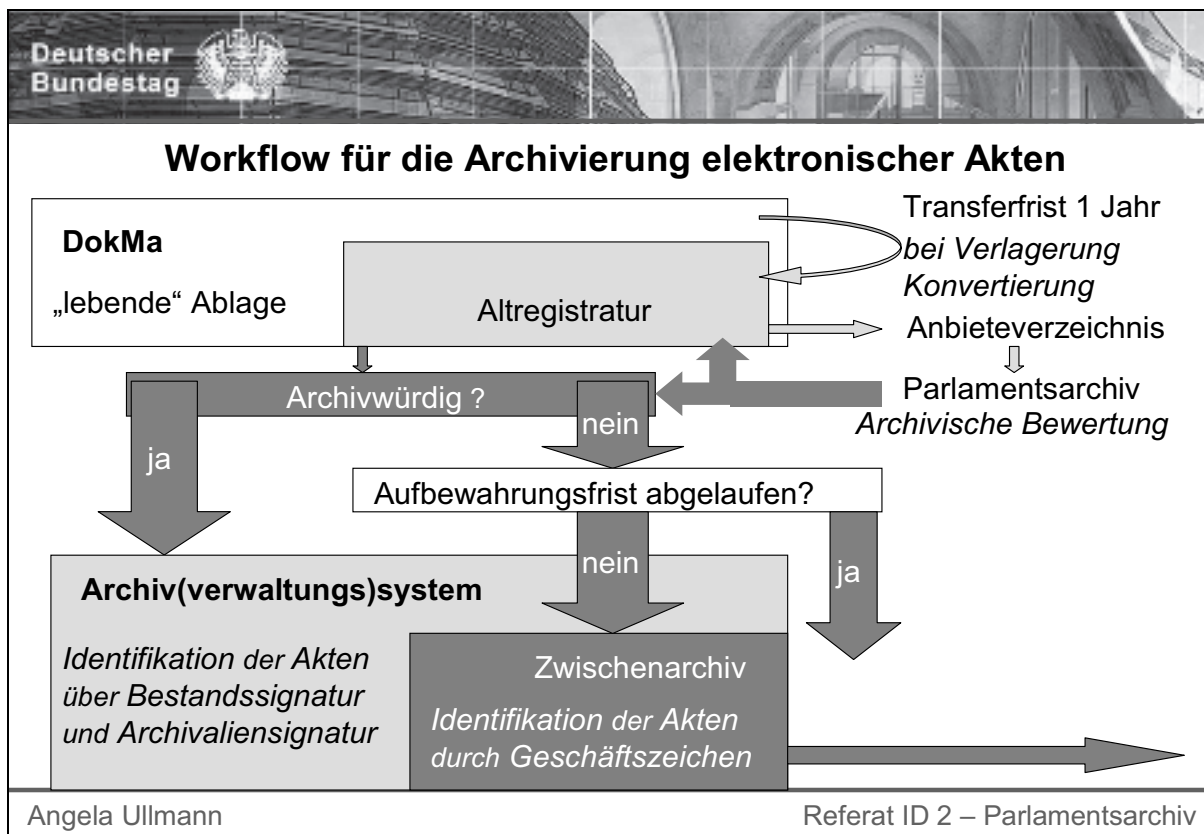 Deutscher
Bundestag
Workflow für die Archivierung elektronischer Akten
DokMa
„lebende“ Ablage
Altregistratur
Transferfrist 1 Jahr
bei Verlagerung
Konvertierung
Anbieteverzeichnis
Parlamentsarchiv
Archivische Bewertung
Archivwürdig ?
ja
nein
Aufbewahrungsfrist abgelaufen?
nein
ja
Archiv(verwaltungs)system
Identifikation der Akten
über Bestandssignatur
und Archivaliensignatur
Zwischenarchiv
Identifikation der Akten
durch Geschäftszeichen
Angela Ullmann
Referat ID 2 – Parlamentsarchiv